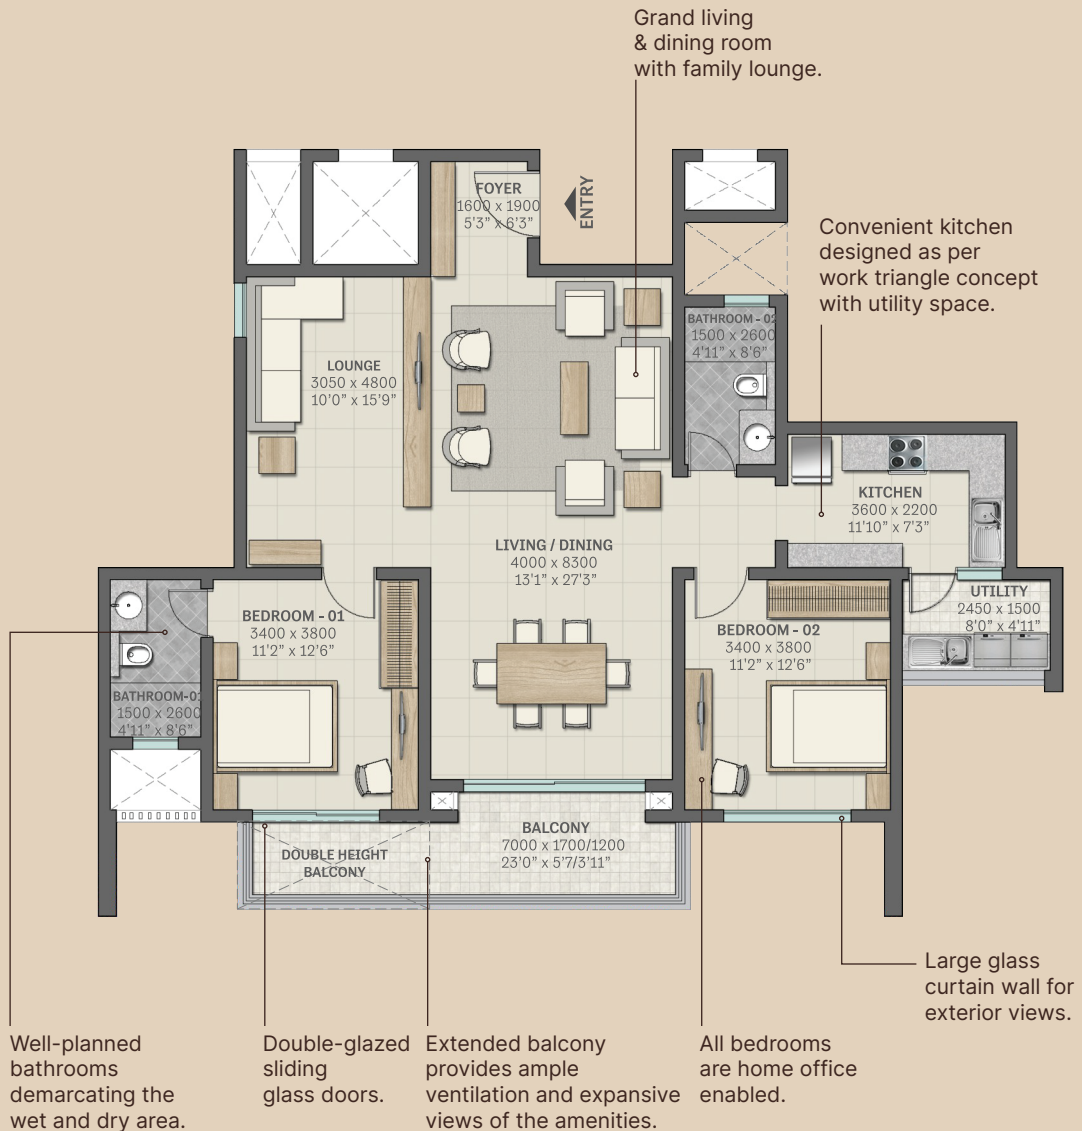 Grand living
& dining room
with family lounge.
FOYER
1600 x 1900
5'3” x 6'3”
ENTRY
Convenient kitchen
designed as per
work triangle concept
with utility space.
BATHROOM - 02
1500 x 2600
4'11” x 8'6”
LOUNGE
3050 x 4800
10'0” x 15'9”
KITCHEN
3600 x 2200
11'10” x 7'3”
LIVING / DINING
4000 x 8300
13'1” x 27'3”
UTILITY
2450 x 1500
8'0” x 4'11”
BEDROOM - 01
3400 x 3800
11'2” x 12'6”
BEDROOM - 02
3400 x 3800
11'2” x 12'6”
BATHROOM-01
1500 x 2600
4'11” x 8'6”
BALCONY
7000 x 1700/1200
23'0” x 5'7/3'11”
DOUBLE HEIGHT
BALCONY
Large glass
curtain wall for
exterior views.
Well-planned
bathrooms
demarcating the
wet and dry area.
Double-glazed
sliding
glass doors.
Extended balcony
provides ample
ventilation and expansive
views of the amenities.
All bedrooms
are home office
enabled.